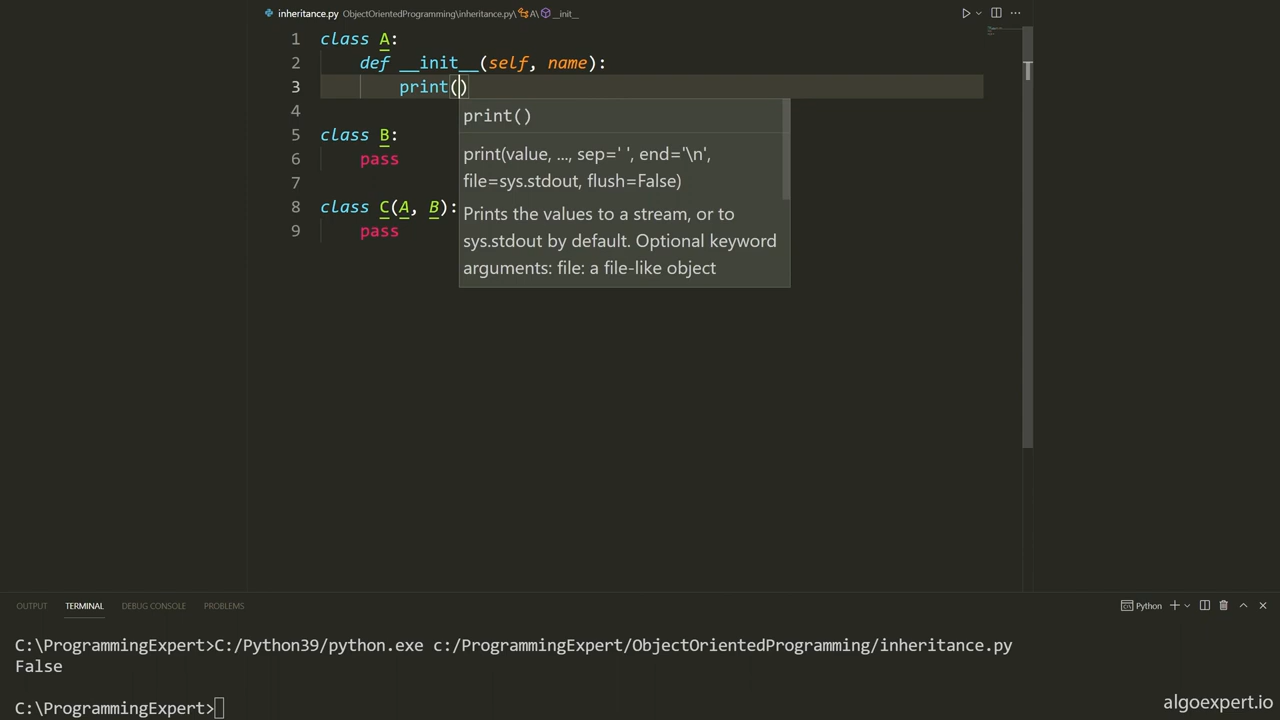 inheritance.py ObjectOrientedProgramming\inheritance.py\ A\ __init__
1 class A:
2 def __init__(self, name):
3 print()
4
5 class B:
6 pass
7
8 class C(A, B):
9 pass
print()
print(value, ..., sep=' ', end='\n',
file=sys.stdout, flush=False)
Prints the values to a stream, or to
sys.stdout by default. Optional keyword
arguments: file: a file-like object
OUTPUT TERMINAL DEBUG CONSOLE PROBLEMS Python
C:\ProgrammingExpert>C:/Python39/python.exe c:/ProgrammingExpert/ObjectOrientedProgramming/inheritance.py
False
C:\ProgrammingExpert>
algoexpert.io